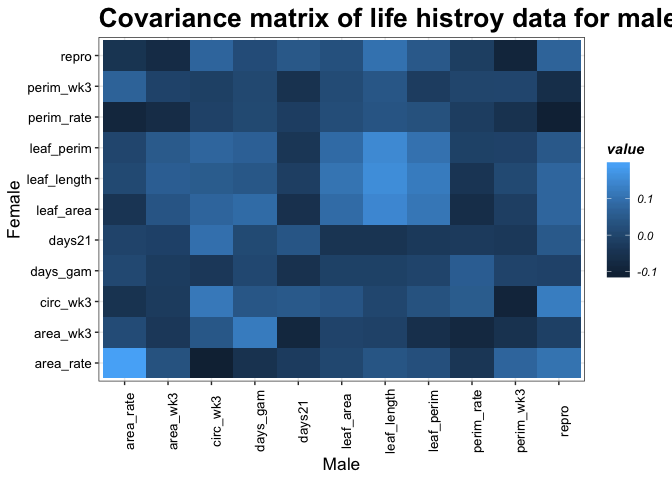 Covariance matrix of life histroy data for male
repro
perim_wk3
perim_rate
leaf_perim
leaf_length
leaf_area
days21
days_gam
circ_wk3
area_wk3
area_rate
Female
area_rate
area_wk3
circ_wk3
days_gam
days21
leaf_area
leaf_length
leaf_perim
perim_rate
perim_wk3
repro
Male
value
0.1
0.0
-0.1